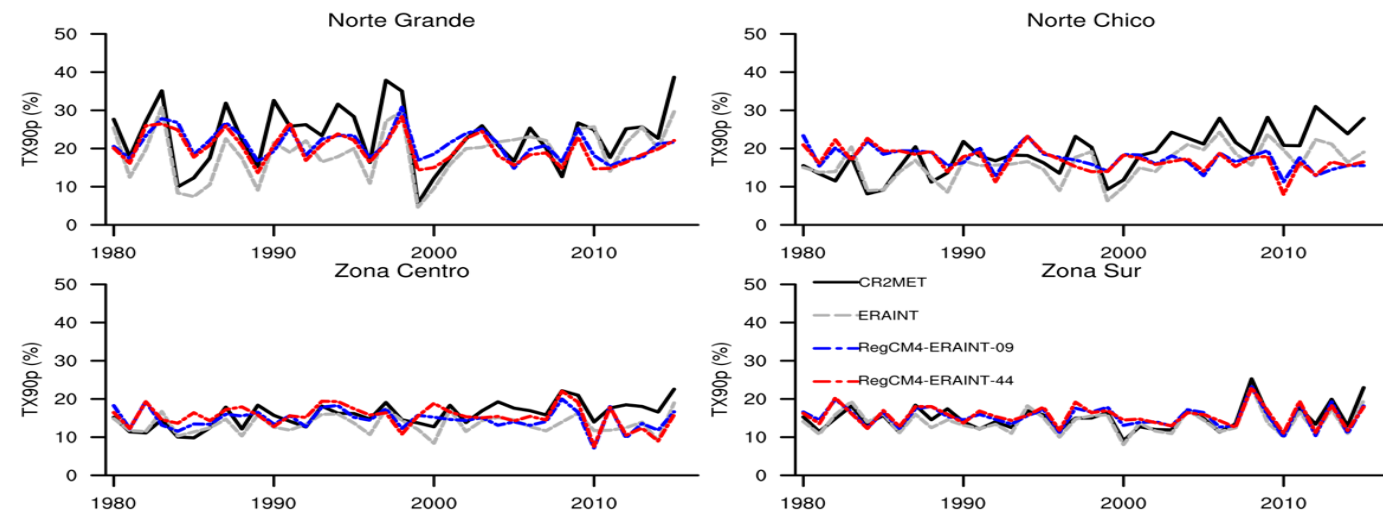 Norte Grande
50
40
30
20
10
0
TX90p (%)
1980 1990 2000 2010
Norte Chico
50
40
30
20
10
0
TX90p (%)
1980 1990 2000 2010
Zona Centro
50
40
30
20
10
0
TX90p (%)
1980 1990 2000 2010
Zona Sur
50
40
30
20
10
0
TX90p (%)
CR2MET
ERAINT
RegCM4-ERAINT-09
RegCM4-ERAINT-44
1980 1990 2000 2010